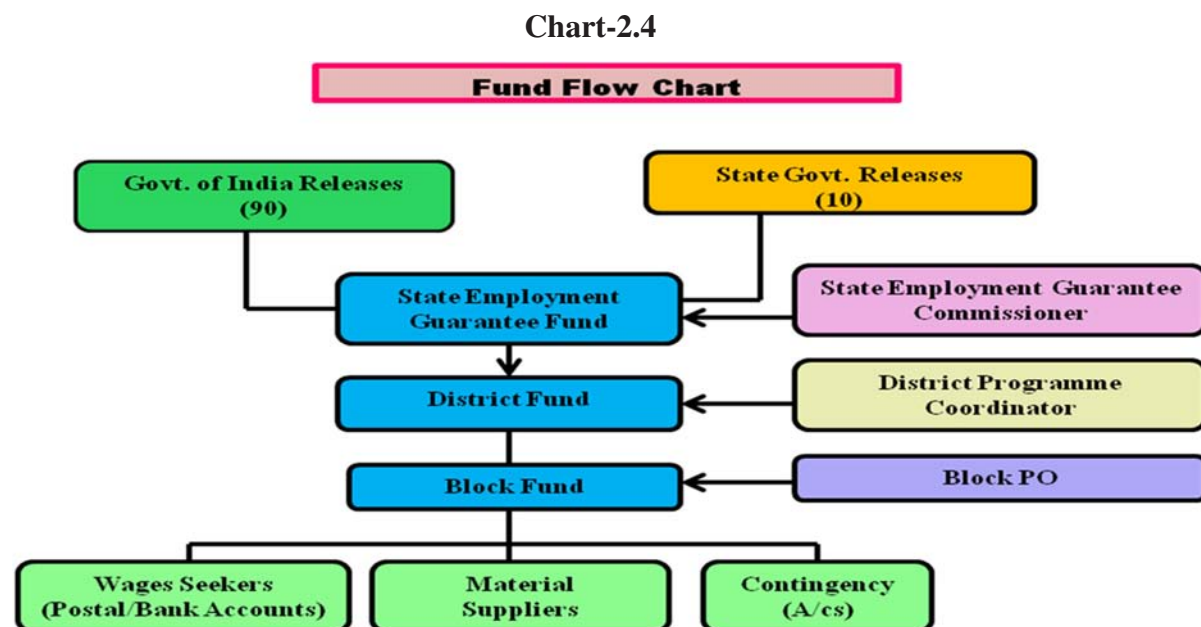 Chart-2.4
Fund Flow Chart
Govt. of India Releases
(90)
State Govt. Releases
(10)
State Employment
Guarantee Fund
State Employment Guarantee
Commissioner
District Fund
District Programme
Coordinator
Block Fund
Block PO
Wages Seekers
(Postal/Bank Accounts)
Material
Suppliers
Contingency
(A/cs)